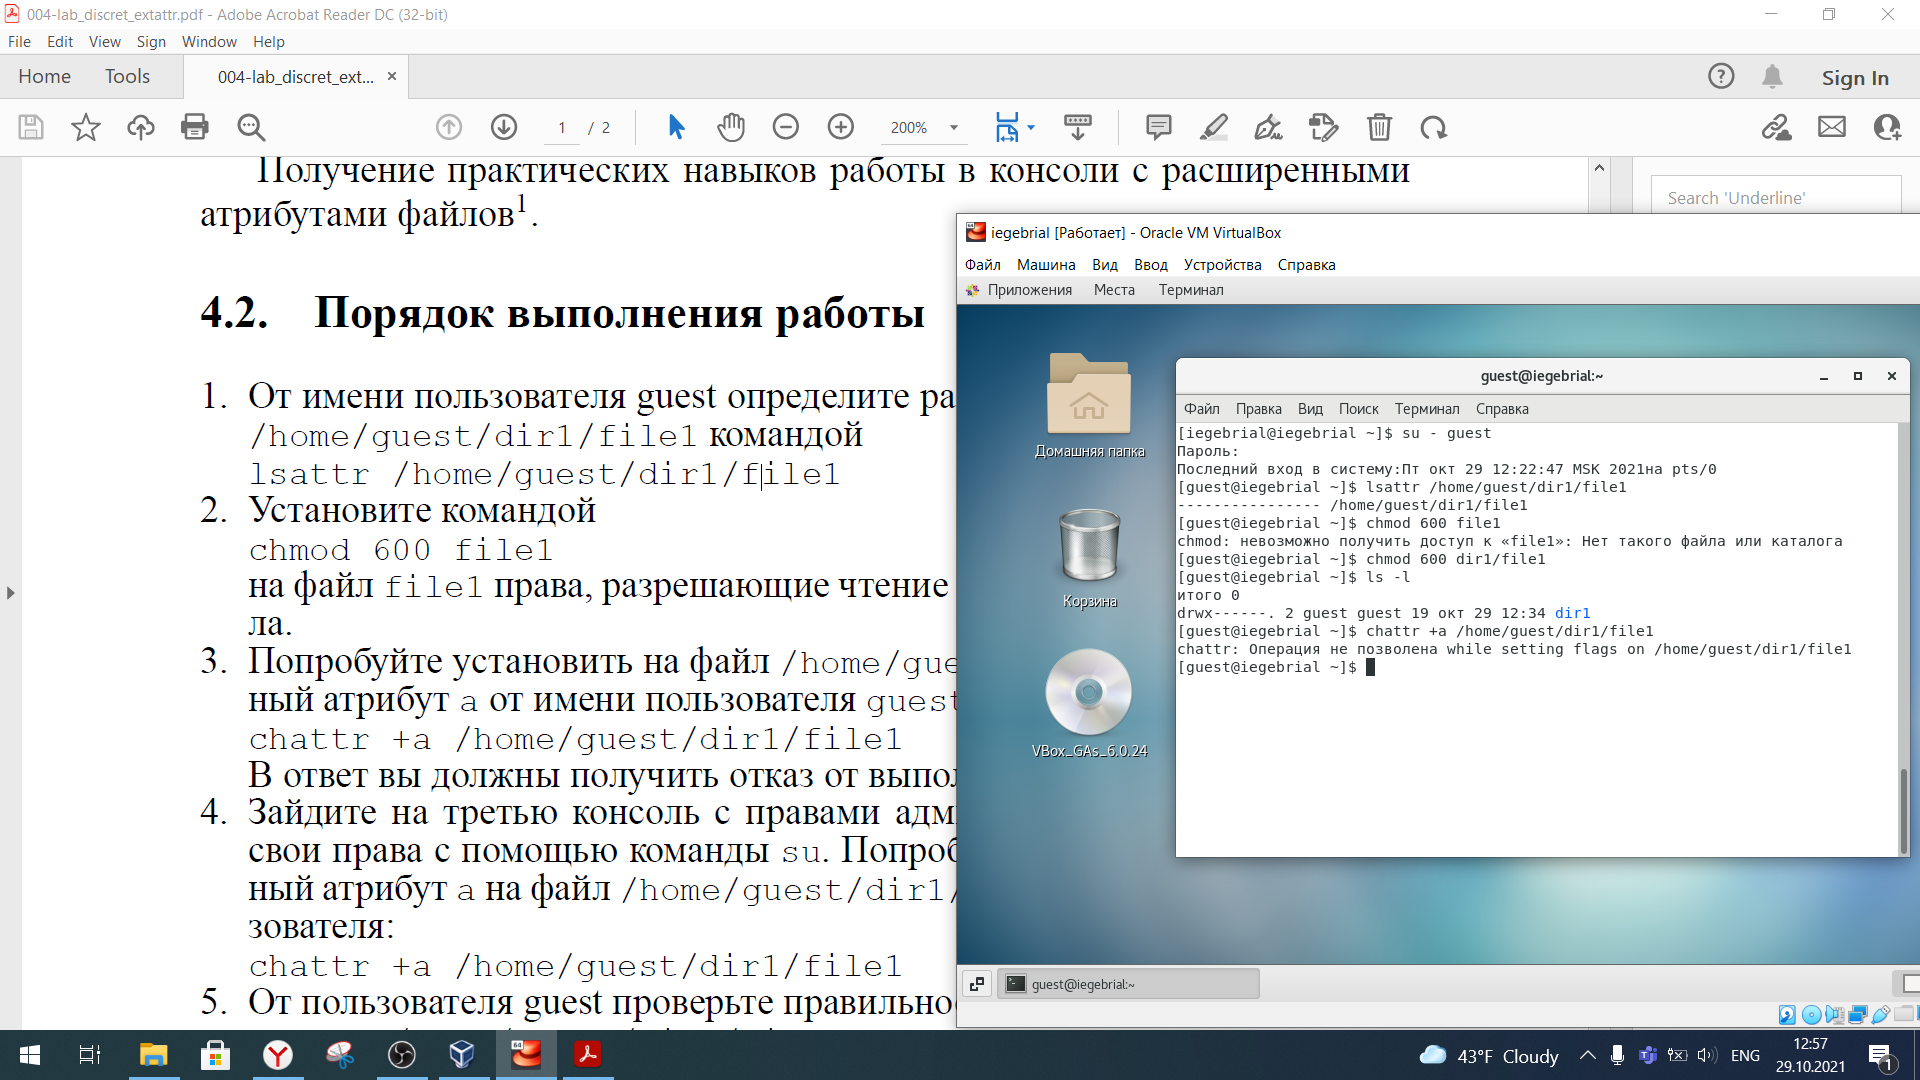 004-lab_discret_extattr.pdf - Adobe Acrobat Reader DC (32-bit)
File Edit View Sign Window Help
Home Tools 004-lab_discret_ext... Sign In
1 / 2 200%
Получение практических навыков работы в консоли с расширенными
атрибутами файлов1.
Search 'Underline'
4.2. Порядок выполнения работы
1. От имени пользователя guest определите ра
/home/guest/dir1/file1 командой
lsattr /home/guest/dir1/file1
2. Установите командой
chmod 600 file1
на файл file1 права, разрешающие чтение
ла.
3. Попробуйте установить на файл /home/gue
ный атрибут a от имени пользователя guest
chattr +a /home/guest/dir1/file1
В ответ вы должны получить отказ от выпол
4. Зайдите на третью консоль с правами адм
свои права с помощью команды su. Попроб
ный атрибут a на файл /home/guest/dir1/
зователя:
chattr +a /home/guest/dir1/file1
5. От пользователя guest проверьте правильно
iegebrial [Работает] - Oracle VM VirtualBox
Файл Машина Вид Ввод Устройства Справка
Приложения Места Терминал
Домашняя папка
Корзина
VBox_GAs_6.0.24
guest@iegebrial:~
Файл Правка Вид Поиск Терминал Справка
[iegebrial@iegebrial ~]$ su - guest
Пароль:
Последний вход в систему:Пт окт 29 12:22:47 MSK 2021на pts/0
[guest@iegebrial ~]$ lsattr /home/guest/dir1/file1
---------------- /home/guest/dir1/file1
[guest@iegebrial ~]$ chmod 600 file1
chmod: невозможно получить доступ к «file1»: Нет такого файла или каталога
[guest@iegebrial ~]$ chmod 600 dir1/file1
[guest@iegebrial ~]$ ls -l
итого 0
drwx------. 2 guest guest 19 окт 29 12:34 dir1
[guest@iegebrial ~]$ chattr +a /home/guest/dir1/file1
chattr: Операция не позволена while setting flags on /home/guest/dir1/file1
[guest@iegebrial ~]$
guest@iegebrial:~
43°F Cloudy ENG 12:57
29.10.2021
1